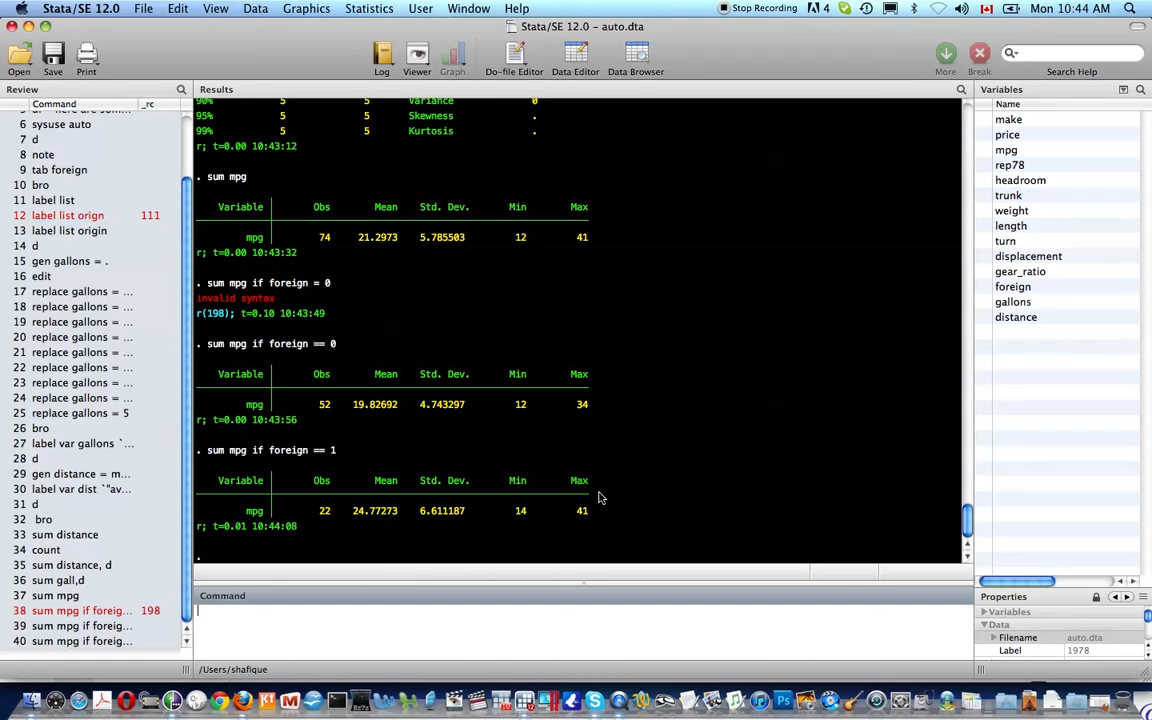 Stata/SE 12.0 File Edit View Data Graphics Statistics User Window Help Stop Recording 4 Mon 10:44 AM
Stata/SE 12.0 – auto.dta
Open Save Print Log Viewer Graph Do-file Editor Data Editor Data Browser More Break Search Help
Review
Command _rc
6 sysuse auto
7 d
8 note
9 tab foreign
10 bro
11 label list
12 label list orign 111
13 label list origin
14 d
15 gen gallons = .
16 edit
17 replace gallons = ...
18 replace gallons = ...
19 replace gallons = ...
20 replace gallons = ...
21 replace gallons = ...
22 replace gallons = ...
23 replace gallons = ...
24 replace gallons = ...
25 replace gallons = 5
26 bro
27 label var gallons `...
28 d
29 gen distance = m...
30 label var dist `"av...
31 d
32 bro
33 sum distance
34 count
35 sum distance, d
36 sum gall,d
37 sum mpg
38 sum mpg if foreig... 198
39 sum mpg if foreig...
40 sum mpg if foreig...
Results
90% 5 5 Variance 0
95% 5 5 Skewness .
99% 5 5 Kurtosis .
r; t=0.00 10:43:12
. sum mpg
Variable Obs Mean Std. Dev. Min Max
mpg 74 21.2973 5.785503 12 41
r; t=0.00 10:43:32
. sum mpg if foreign = 0
invalid syntax
r(198); t=0.10 10:43:49
. sum mpg if foreign == 0
Variable Obs Mean Std. Dev. Min Max
mpg 52 19.82692 4.743297 12 34
r; t=0.00 10:43:56
. sum mpg if foreign == 1
Variable Obs Mean Std. Dev. Min Max
mpg 22 24.77273 6.611187 14 41
r; t=0.01 10:44:08
.
Command
/Users/shafique
Variables
Name
make
price
mpg
rep78
headroom
trunk
weight
length
turn
displacement
gear_ratio
foreign
gallons
distance
Properties
Variables
Data
Filename auto.dta
Label 1978